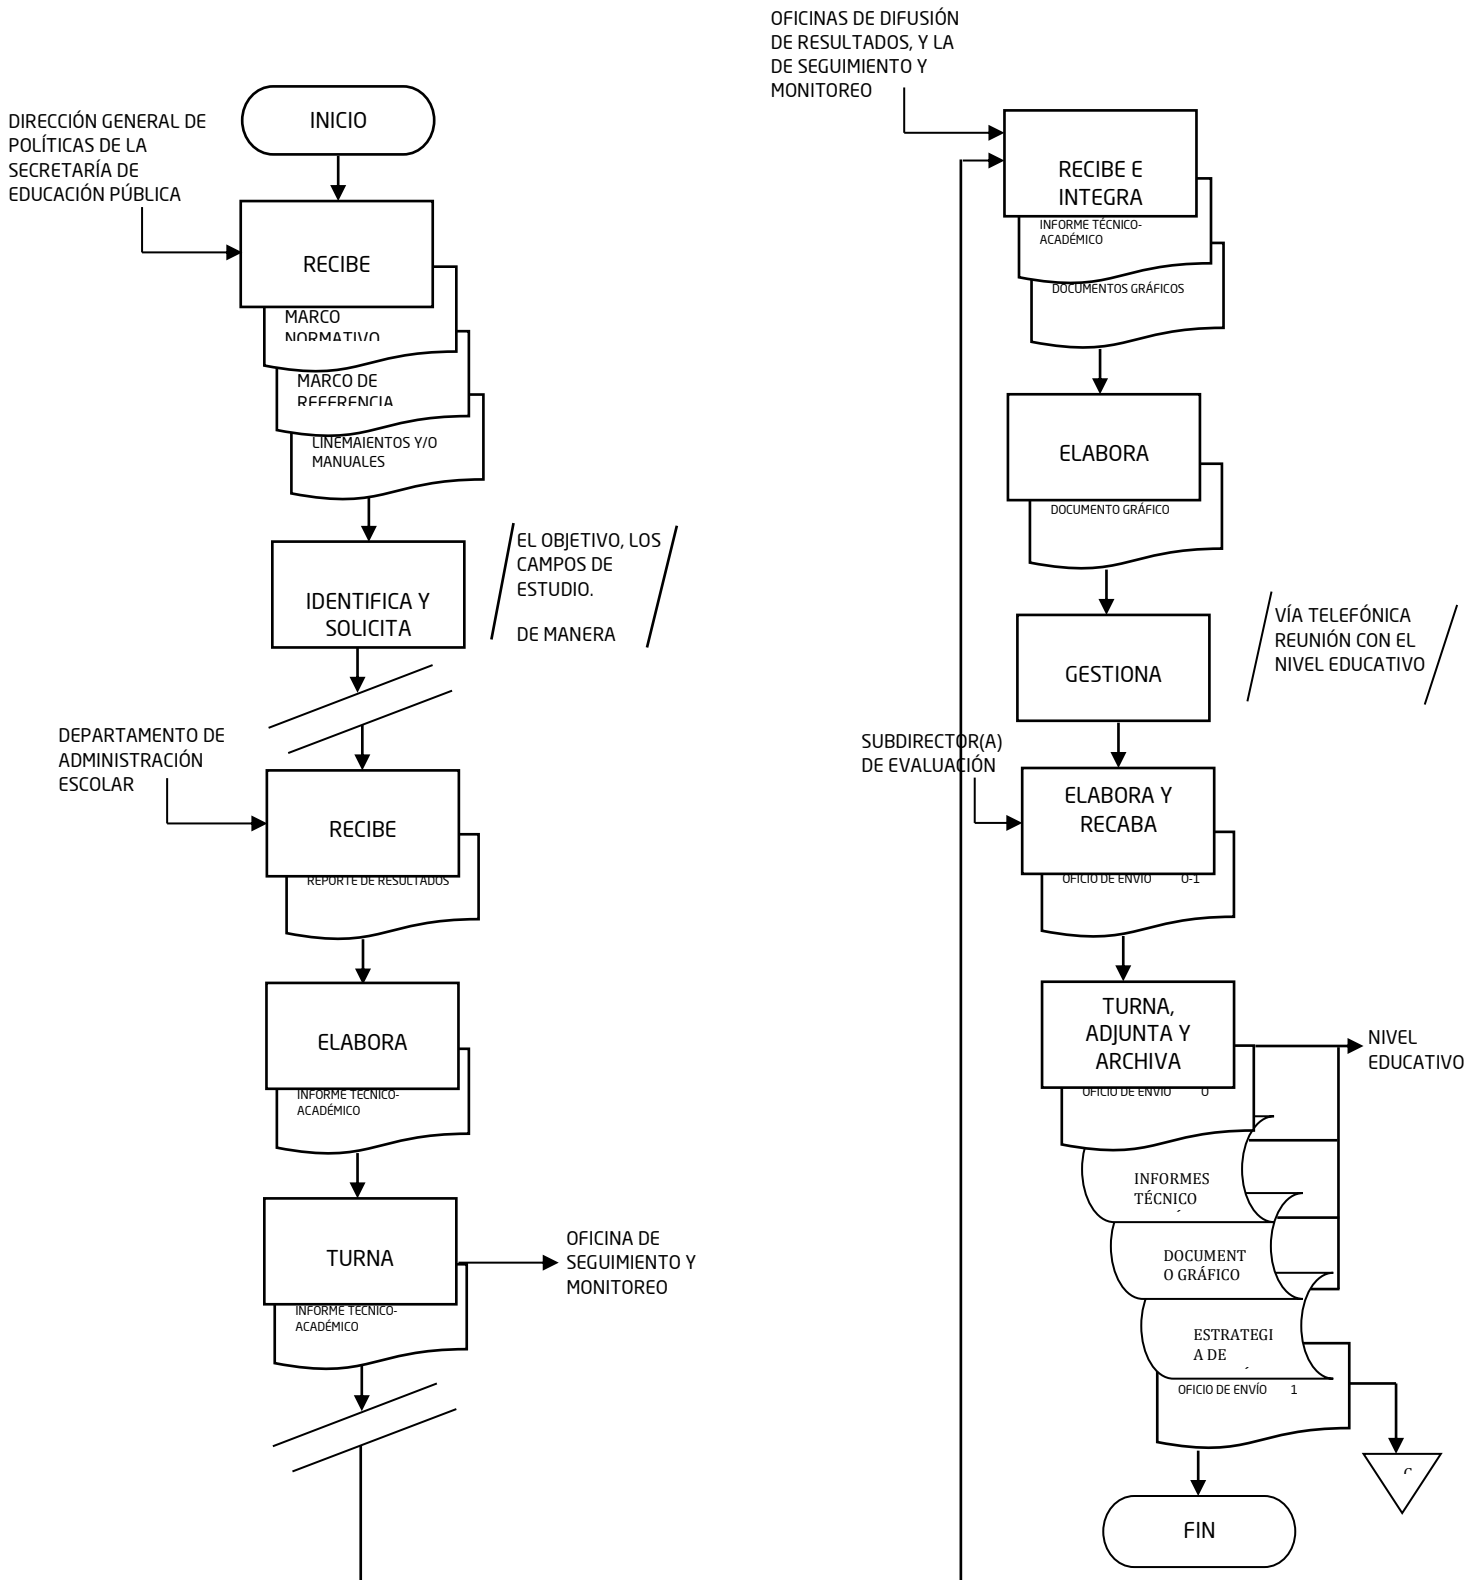 INICIO
DIRECCIÓN GENERAL DE
POLÍTICAS DE LA
SECRETARÍA DE
EDUCACIÓN PÚBLICA
RECIBE
MARCO
NORMATIVO
MARCO DE
REFERENCIA
LINEMAIENTOS Y/O
MANUALES
IDENTIFICA Y
SOLICITA
EL OBJETIVO, LOS
CAMPOS DE
ESTUDIO.
DE MANERA
DEPARTAMENTO DE
ADMINISTRACIÓN
ESCOLAR
RECIBE
REPORTE DE RESULTADOS
ELABORA
INFORME TÉCNICO-
ACADÉMICO
TURNA
INFORME TÉCNICO-
ACADÉMICO
OFICINA DE
SEGUIMIENTO Y
MONITOREO
OFICINAS DE DIFUSIÓN
DE RESULTADOS, Y LA
DE SEGUIMIENTO Y
MONITOREO
RECIBE E
INTEGRA
INFORME TÉCNICO-
ACADÉMICO
DOCUMENTOS GRÁFICOS
ELABORA
DOCUMENTO GRÁFICO
GESTIONA
VÍA TELEFÓNICA
REUNIÓN CON EL
NIVEL EDUCATIVO
SUBDIRECTOR(A)
DE EVALUACIÓN
ELABORA Y
RECABA
OFICIO DE ENVÍO O-1
TURNA,
ADJUNTA Y
ARCHIVA
OFICIO DE ENVÍO O
NIVEL
EDUCATIVO
INFORMES
TÉCNICO
DOCUMENT
O GRÁFICO
ESTRATEGI
A DE
OFICIO DE ENVÍO 1
FIN